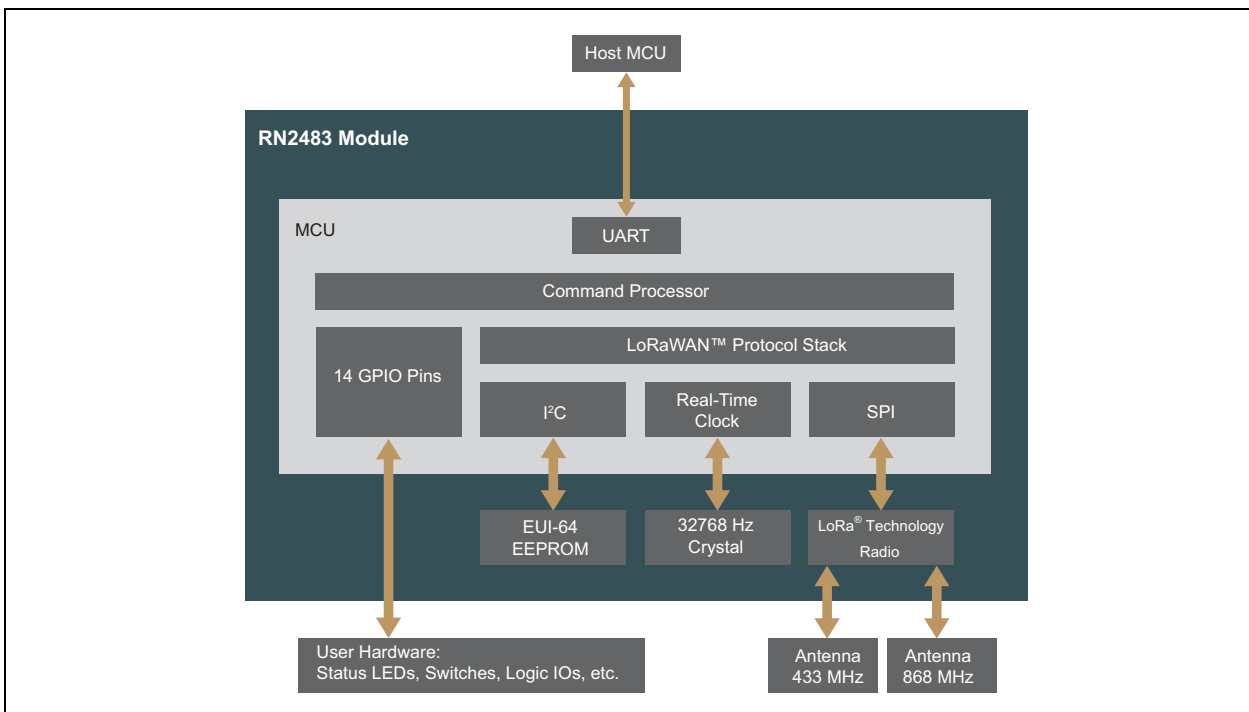 Host MCU
RN2483 Module
MCU
UART
Command Processor
14 GPIO Pins
LoRaWAN™ Protocol Stack
I²C
Real-Time
Clock
SPI
EUI-64
EEPROM
32768 Hz
Crystal
LoRa® Technology
Radio
User Hardware:
Status LEDs, Switches, Logic IOs, etc.
Antenna
433 MHz
Antenna
868 MHz